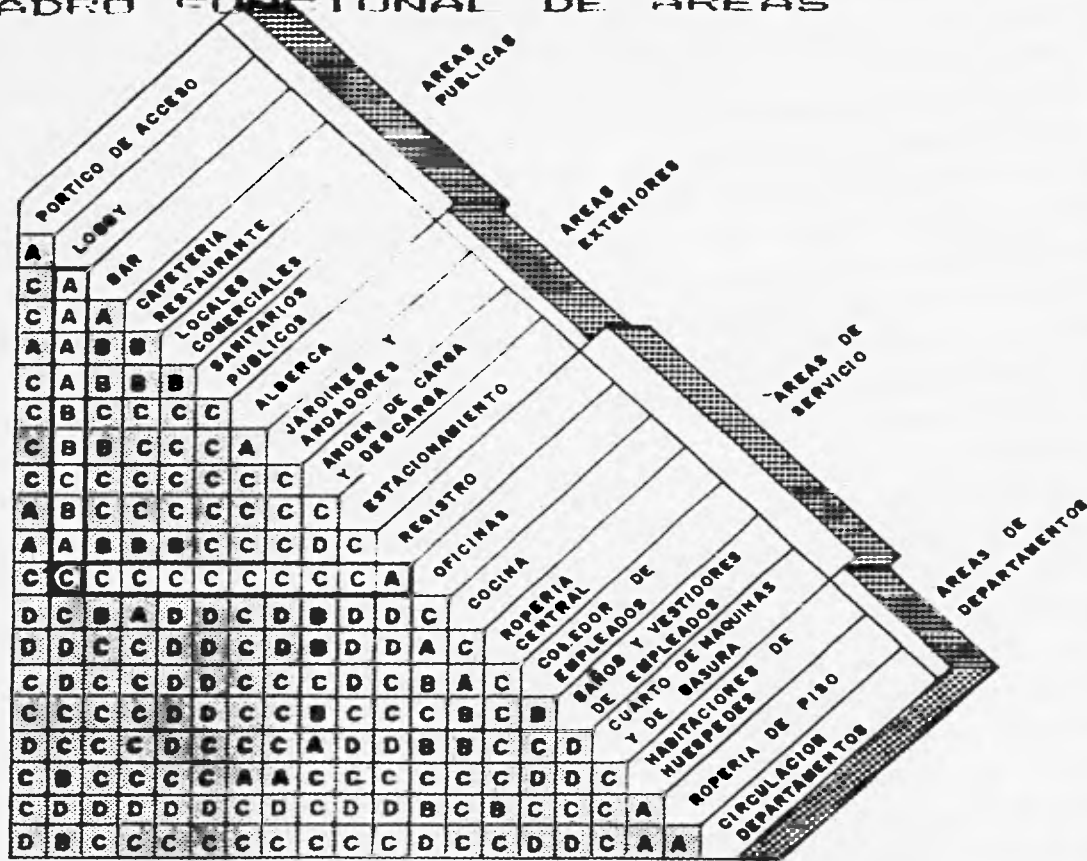 ADRO FUNCIONAL DE AREAS
AREAS
PUBLICAS
AREAS
EXTERIORES
AREAS DE
SERVICIO
AREAS DE
DEPARTAMENTOS
PORTICO DE ACCESO
LOBBY
BAR
CAFETERIA
RESTAURANTE
LOCALES
COMERCIALES
SANITARIOS
PUBLICOS
ALBERCA
JARDINES Y
ANDADORES
ANDEN DE CARGA
Y DESCARGA
ESTACIONAMIENTO
REGISTRO
OFICINAS
COCINA
ROPERIA
CENTRAL
COMEDOR DE
EMPLEADOS
BAÑOS Y VESTIDORES
DE EMPLEADOS
CUARTO DE MAQUINAS
Y DE BASURA
HABITACIONES DE
HUESPEDES
ROPERIA DE PISO
CIRCULACION
DEPARTAMENTOS
A
C A
C A A
A A B B
C A B B B
C B C C C C
C B B C C C A
C C C C C C C C
A B C C C C C C C
A A B B B C C C D C
C C C C C C C C C C A
D C B A D D C D B D D C
D D C C D D C D B D D A C
C D C C D D C C C D C B A C
C C C C D D C C B C C C B C B
D C C C D C C C A D D B B C C D
C B C C C C A A C C C C C C D D C
C D D D D D C D C D D B C B C C C A
D B C C C C C C C C C D C C D D C A A